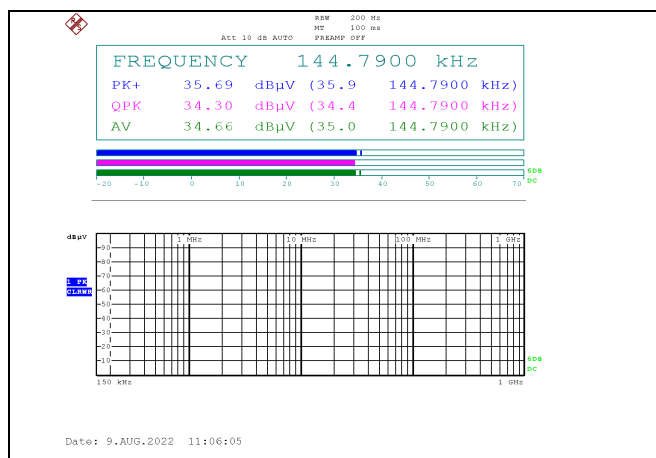 RBW 200 Hz
MT 100 ms
Att 10 dB AUTO PREAMP OFF
FREQUENCY 144.7900 kHz
PK+ 35.69 dBµV (35.9 144.7900 kHz)
QPK 34.30 dBµV (34.4 144.7900 kHz)
AV 34.66 dBµV (35.0 144.7900 kHz)
6DB
-20 -10 0 10 20 30 40 50 60 70 DC
dBµV 1 MHz 10 MHz 100 MHz 1 GHz
90
80
70
1 PK
60
CLRWR
50
40
30
20
10
6DB
DC
150 kHz 1 GHz
Date: 9.AUG.2022 11:06:05